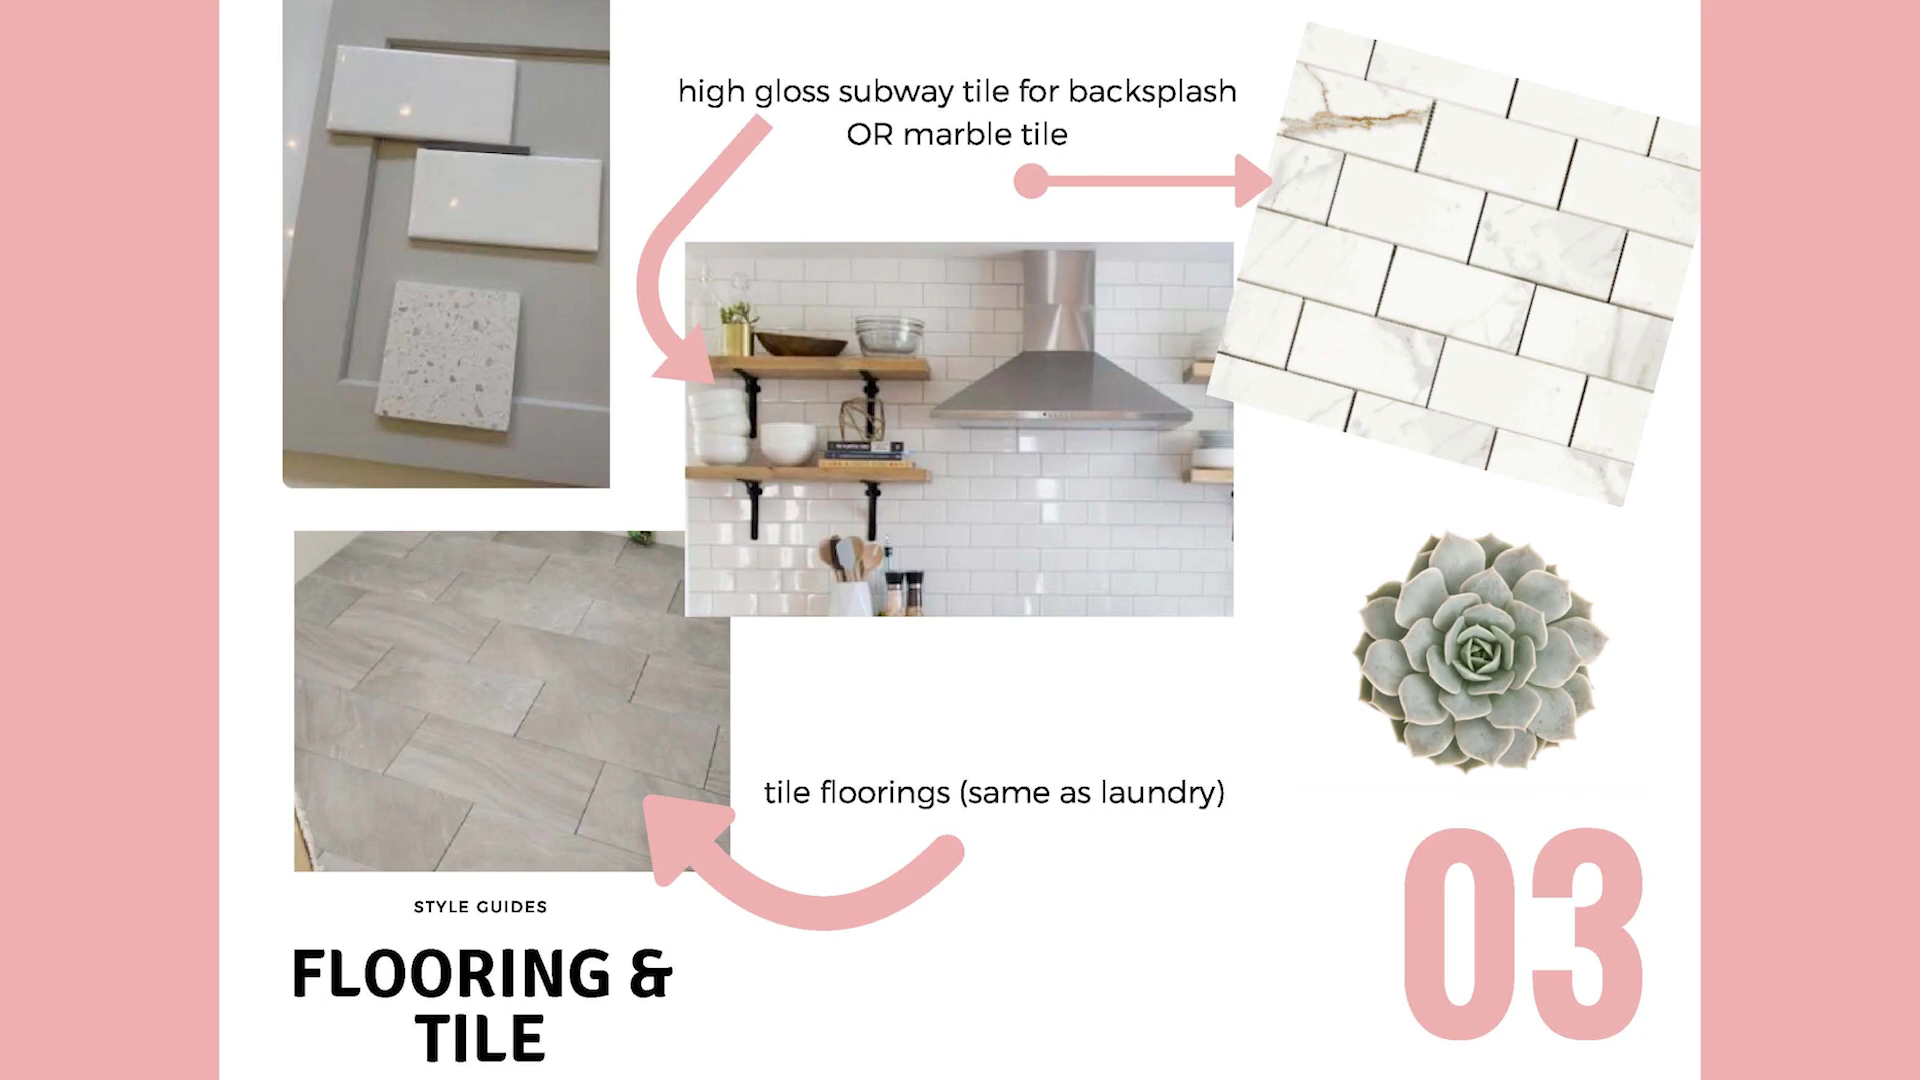 high gloss subway tile for backsplash
OR marble tile
tile floorings (same as laundry)
STYLE GUIDES
FLOORING &
TILE
03